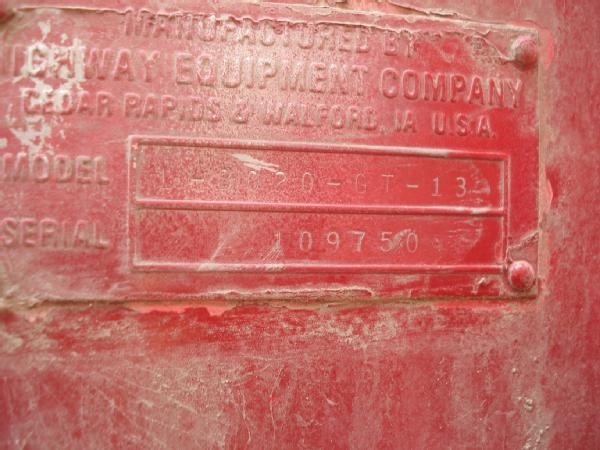 MANUFACTURED BY
HIGHWAY EQUIPMENT COMPANY
CEDAR RAPIDS & WALFORD, IA U.S.A.
MODEL
SERIAL 109750